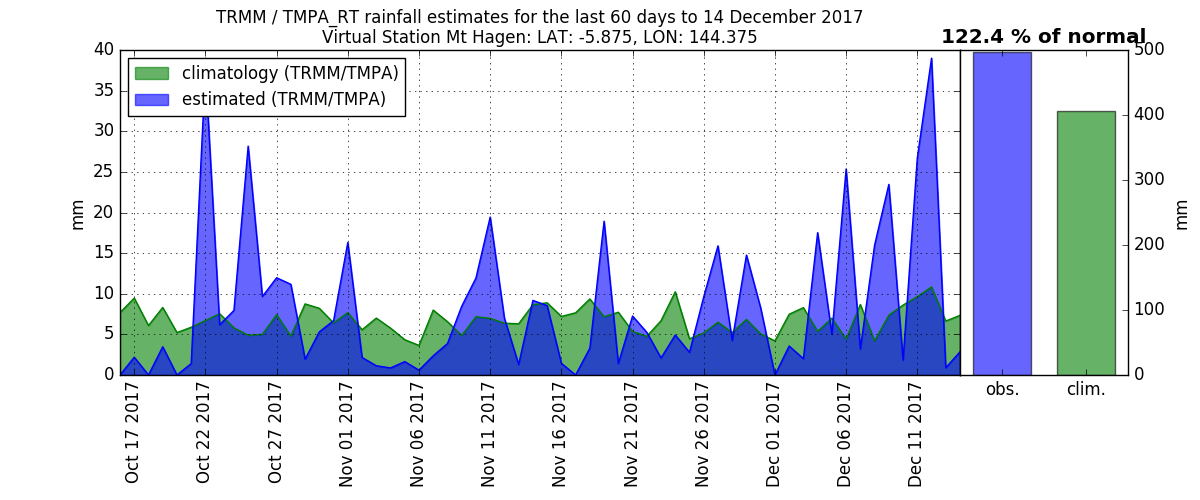 TRMM / TMPA_RT rainfall estimates for the last 60 days to 14 December 2017
Virtual Station Mt Hagen: LAT: -5.875, LON: 144.375
122.4 % of normal
climatology (TRMM/TMPA)
estimated (TRMM/TMPA)
mm
40
35
30
25
20
15
10
5
0
Oct 17 2017
Oct 22 2017
Oct 27 2017
Nov 01 2017
Nov 06 2017
Nov 11 2017
Nov 16 2017
Nov 21 2017
Nov 26 2017
Dec 01 2017
Dec 06 2017
Dec 11 2017
obs.
clim.
500
400
300
200
100
0
mm